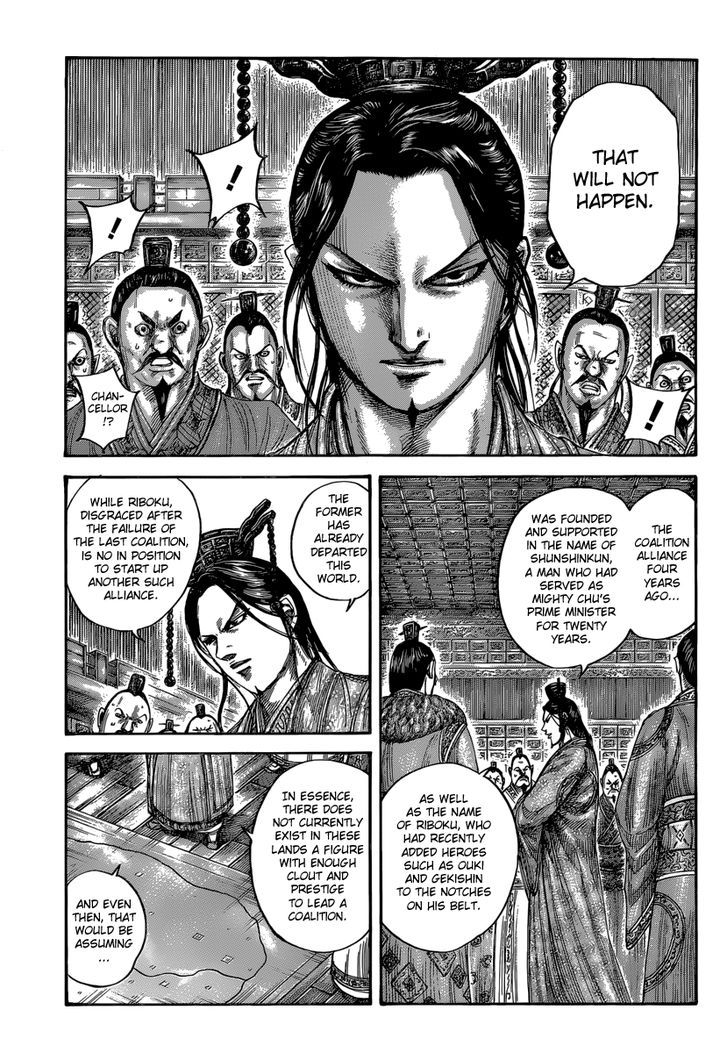 THAT
WILL NOT
HAPPEN.
!
!
CHAN-
CELLOR
!?
!
THE
COALITION
ALLIANCE
FOUR
YEARS
AGO...
WAS FOUNDED
AND SUPPORTED
IN THE NAME OF
SHUNSHINKUN,
A MAN WHO HAD
SERVED AS
MIGHTY CHU'S
PRIME MINISTER
FOR TWENTY
YEARS.
AS WELL
AS THE NAME
OF RIBOKU, WHO
HAD RECENTLY
ADDED HEROES
SUCH AS OUKI
AND GEKISHIN
TO THE NOTCHES
ON HIS BELT.
THE
FORMER
HAS
ALREADY
DEPARTED
THIS
WORLD.
WHILE RIBOKU,
DISGRACED AFTER
THE FAILURE OF
THE LAST COALITION,
IS NO IN POSITION
TO START UP
ANOTHER SUCH
ALLIANCE.
IN ESSENCE,
THERE DOES
NOT CURRENTLY
EXIST IN THESE
LANDS A FIGURE
WITH ENOUGH
CLOUT AND
PRESTIGE
TO LEAD A
COALITION.
AND EVEN
THEN, THAT
WOULD BE
ASSUMING
...